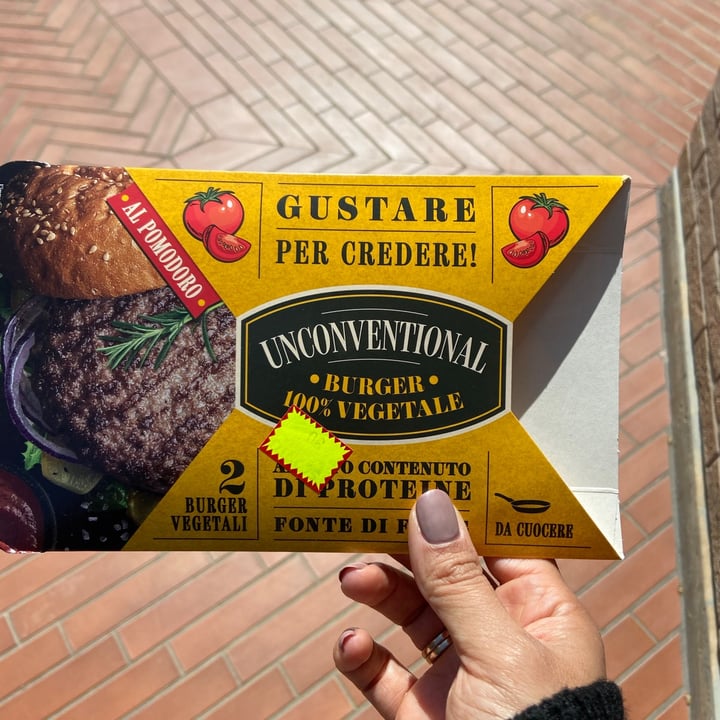 AL POMODORO
GUSTARE
PER CREDERE!
UNCONVENTIONAL
BURGER
100% VEGETALE
2
BURGER
VEGETALI
CONTENUTO
DI PROTEINE
FONTE DI
DA CUOCERE